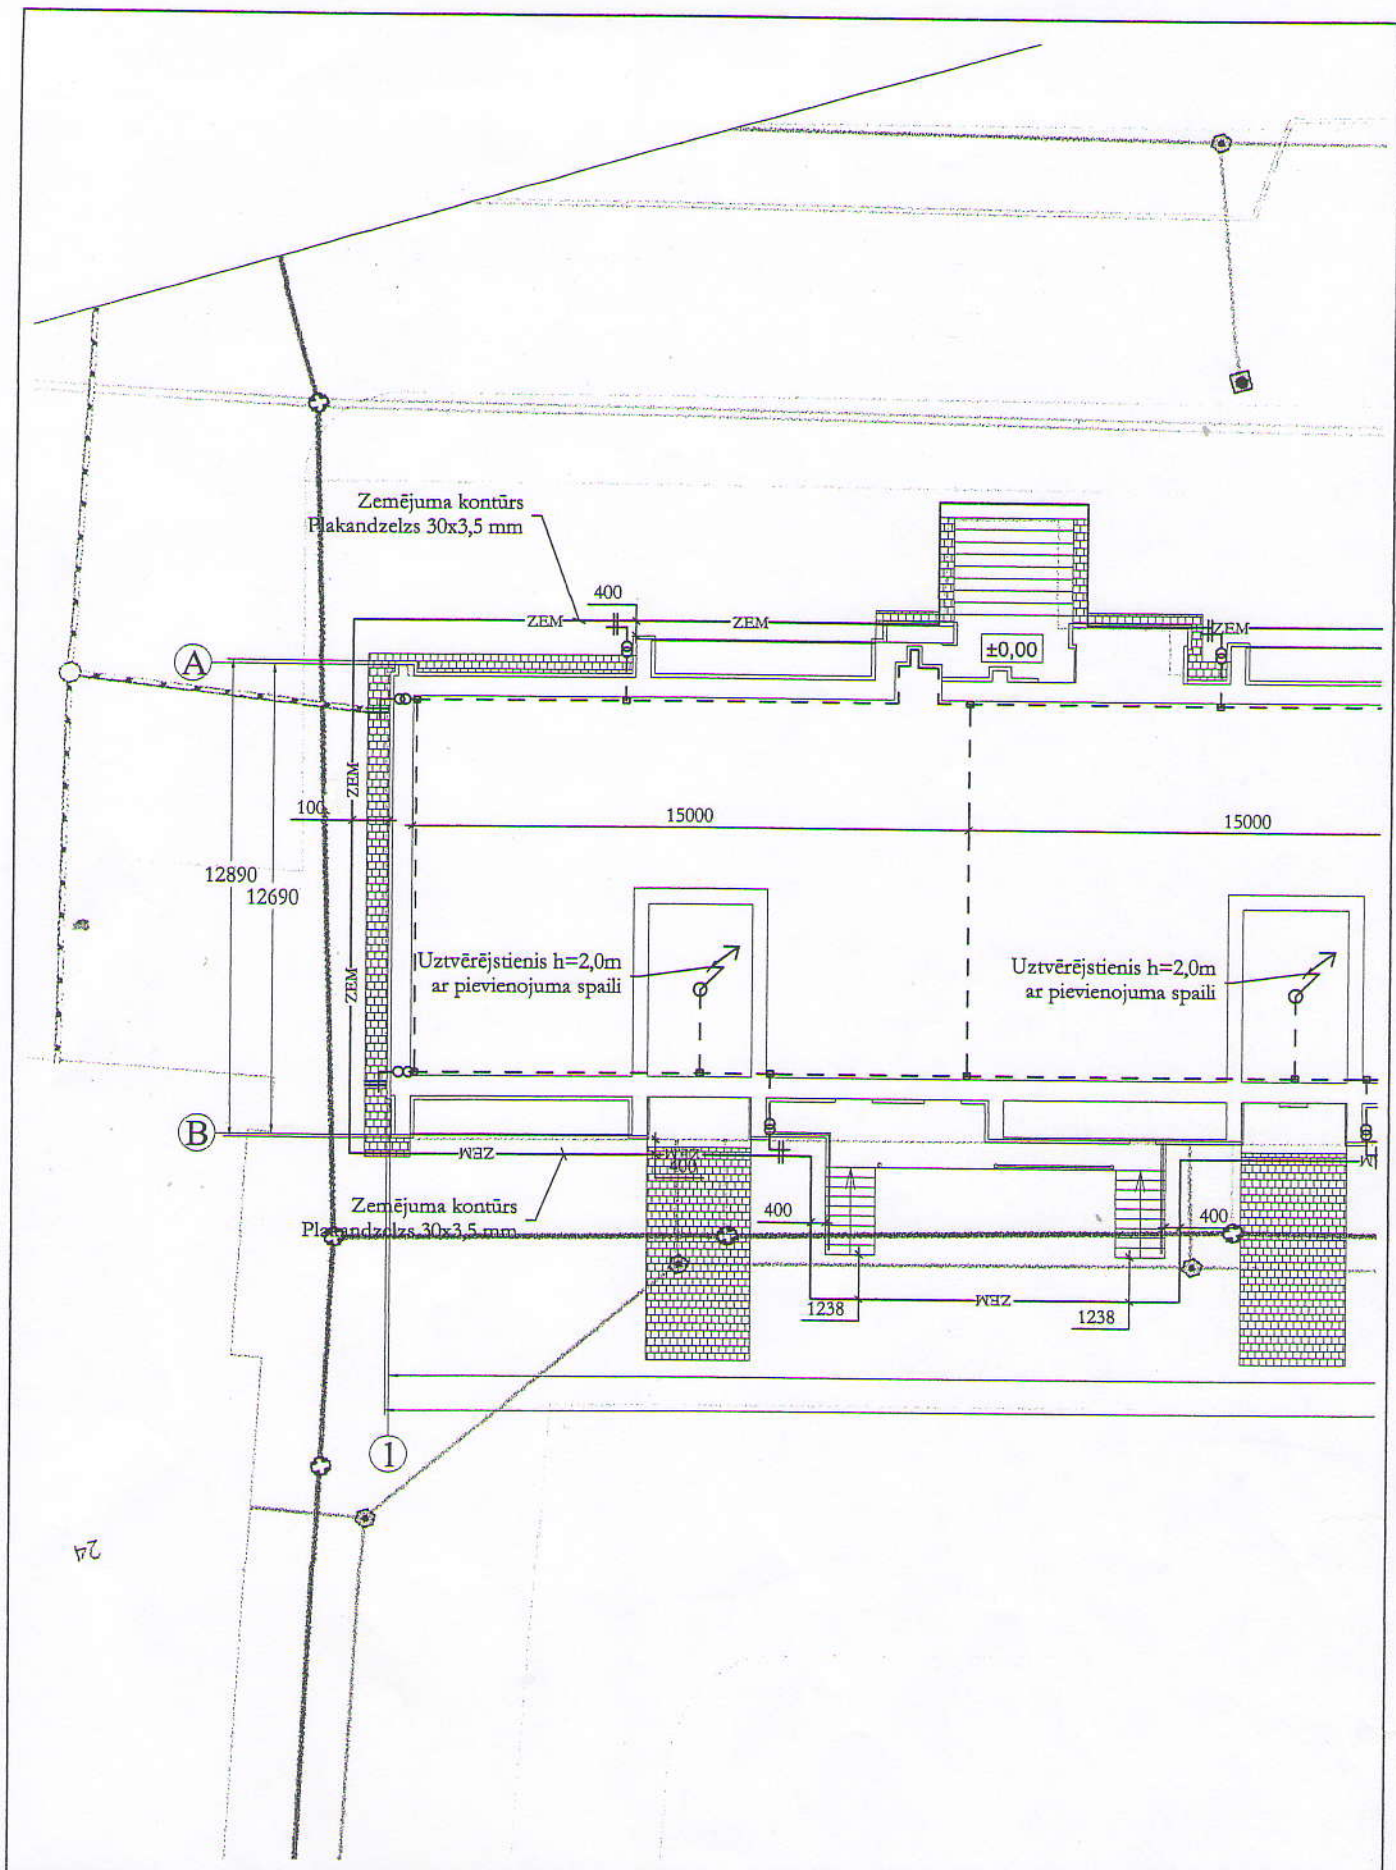 Zemējuma kontūrs
Plakandzelzs 30x3,5 mm
400
ZEM
ZEM
ZEM
A
±0,00
ZEM
100
15000
15000
12890
12690
ZEM
Uztvērējstienis h=2,0m
ar pievienojuma spaili
Uztvērējstienis h=2,0m
ar pievienojuma spaili
B
ZEM
ZEM
400
Zemējuma kontūrs
Plakandzelzs 30x3,5 mm
400
400
ZEM
1238
1238
1
24